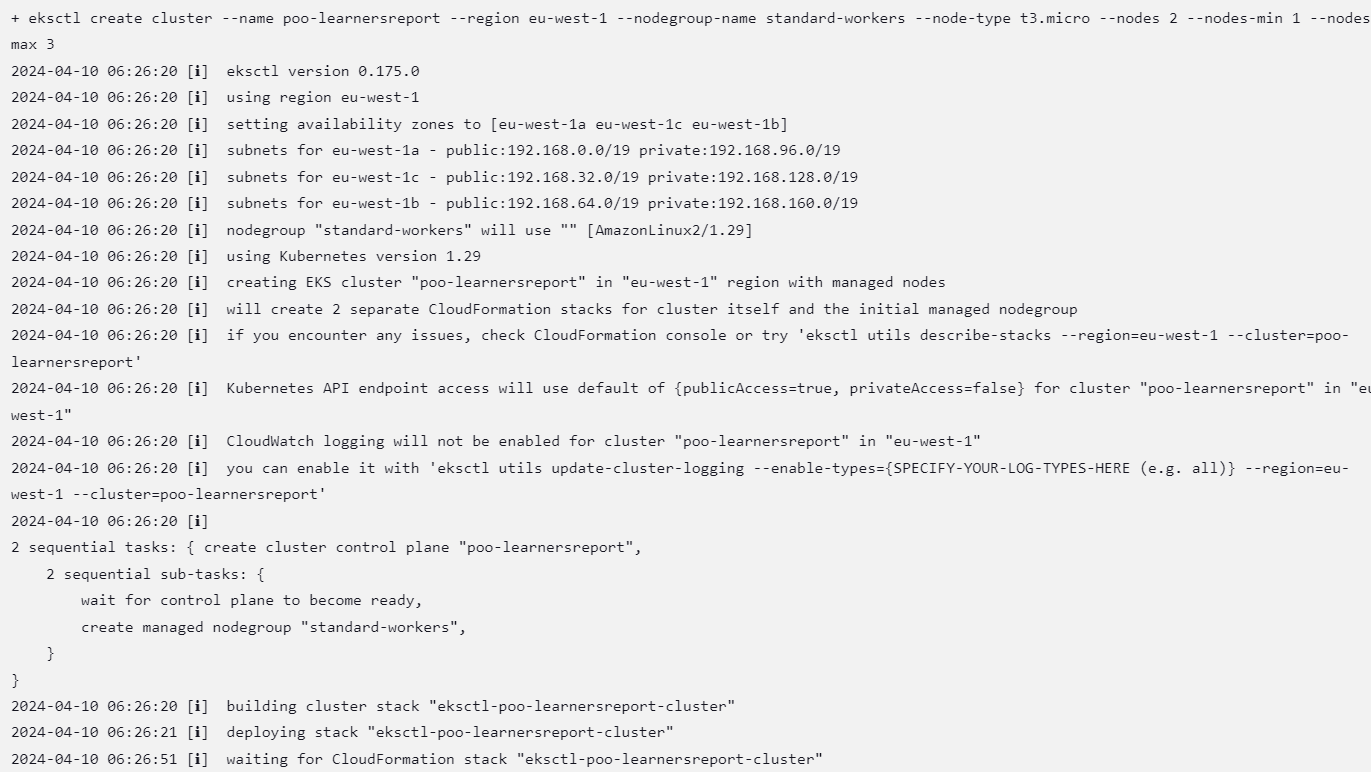 + eksctl create cluster --name poo-learnersreport --region eu-west-1 --nodegroup-name standard-workers --node-type t3.micro --nodes 2 --nodes-min 1 --nodes
max 3
2024-04-10 06:26:20 [ℹ]  eksctl version 0.175.0
2024-04-10 06:26:20 [ℹ]  using region eu-west-1
2024-04-10 06:26:20 [ℹ]  setting availability zones to [eu-west-1a eu-west-1c eu-west-1b]
2024-04-10 06:26:20 [ℹ]  subnets for eu-west-1a - public:192.168.0.0/19 private:192.168.96.0/19
2024-04-10 06:26:20 [ℹ]  subnets for eu-west-1c - public:192.168.32.0/19 private:192.168.128.0/19
2024-04-10 06:26:20 [ℹ]  subnets for eu-west-1b - public:192.168.64.0/19 private:192.168.160.0/19
2024-04-10 06:26:20 [ℹ]  nodegroup "standard-workers" will use "" [AmazonLinux2/1.29]
2024-04-10 06:26:20 [ℹ]  using Kubernetes version 1.29
2024-04-10 06:26:20 [ℹ]  creating EKS cluster "poo-learnersreport" in "eu-west-1" region with managed nodes
2024-04-10 06:26:20 [ℹ]  will create 2 separate CloudFormation stacks for cluster itself and the initial managed nodegroup
2024-04-10 06:26:20 [ℹ]  if you encounter any issues, check CloudFormation console or try 'eksctl utils describe-stacks --region=eu-west-1 --cluster=poo-
learnersreport'
2024-04-10 06:26:20 [ℹ]  Kubernetes API endpoint access will use default of {publicAccess=true, privateAccess=false} for cluster "poo-learnersreport" in "eu
west-1"
2024-04-10 06:26:20 [ℹ]  CloudWatch logging will not be enabled for cluster "poo-learnersreport" in "eu-west-1"
2024-04-10 06:26:20 [ℹ]  you can enable it with 'eksctl utils update-cluster-logging --enable-types={SPECIFY-YOUR-LOG-TYPES-HERE (e.g. all)} --region=eu-
west-1 --cluster=poo-learnersreport'
2024-04-10 06:26:20 [ℹ]
2 sequential tasks: { create cluster control plane "poo-learnersreport",
    2 sequential sub-tasks: {
        wait for control plane to become ready,
        create managed nodegroup "standard-workers",
    }
}
2024-04-10 06:26:20 [ℹ]  building cluster stack "eksctl-poo-learnersreport-cluster"
2024-04-10 06:26:21 [ℹ]  deploying stack "eksctl-poo-learnersreport-cluster"
2024-04-10 06:26:51 [ℹ]  waiting for CloudFormation stack "eksctl-poo-learnersreport-cluster"